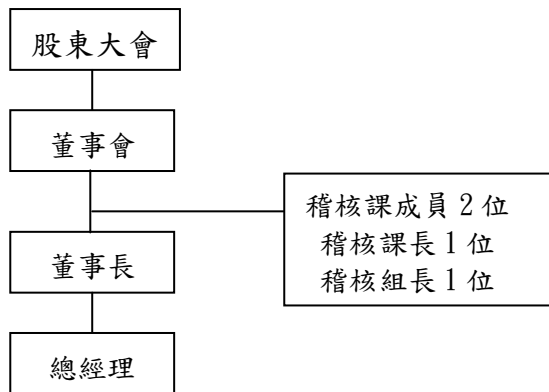 股東大會
董事會
稽核課成員 2 位
稽核課長 1 位
稽核組長 1 位
董事長
總經理